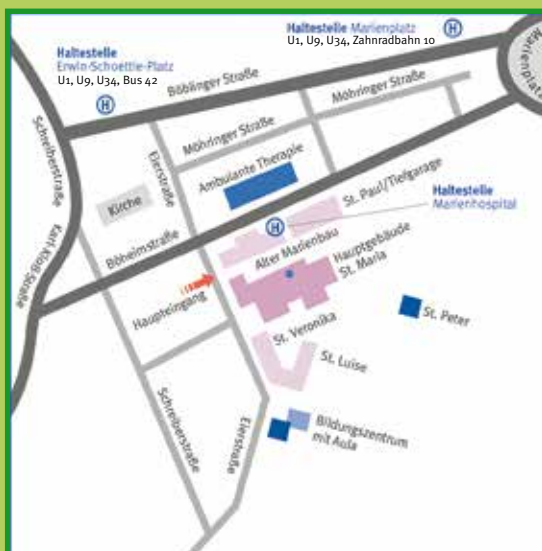 Haltestelle Marienplatz
U1, U9, U34, Zahnradbahn 10
H
Marienplatz
Haltestelle
Erwin-Schoettle-Platz
U1, U9, U34, Bus 42
H
Böblinger Straße
Möhringer Straße
Möhringer Straße
Schreiberstraße
Eierstraße
Ambulante Therapie
Kirche
St. Paul/Tiefgarage
Haltestelle
Marienhospital
H
Karl-Kloß-Straße
Böheimstraße
Alter Marienbau
Hauptgebäude
St. Maria
Haupteingang
St. Peter
St. Veronika
St. Luise
Schreiberstraße
Eierstraße
Bildungszentrum
mit Aula